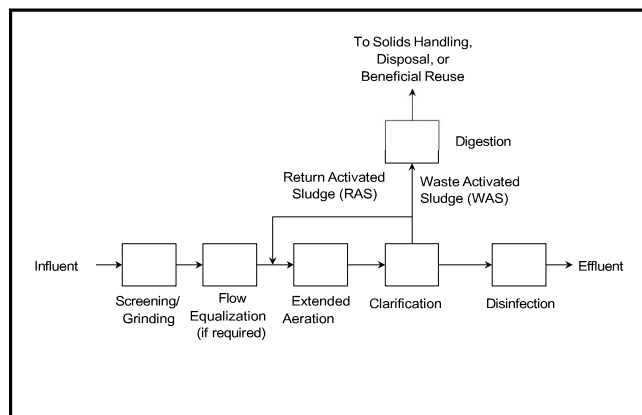 To Solids Handling,
Disposal, or
Beneficial Reuse
Digestion
Return Activated
Sludge (RAS)
Waste Activated
Sludge (WAS)
Influent
Effluent
Screening/
Grinding
Flow
Equalization
(if required)
Extended
Aeration
Clarification
Disinfection